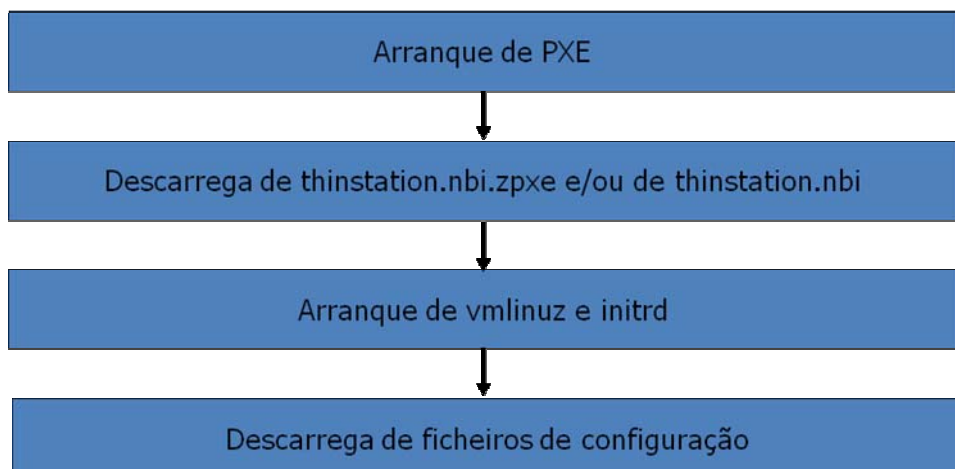 Arranque de PXE
Descarrega de thinstation.nbi.zpxe e/ou de thinstation.nbi
Arranque de vmlinuz e initrd
Descarrega de ficheiros de configuração